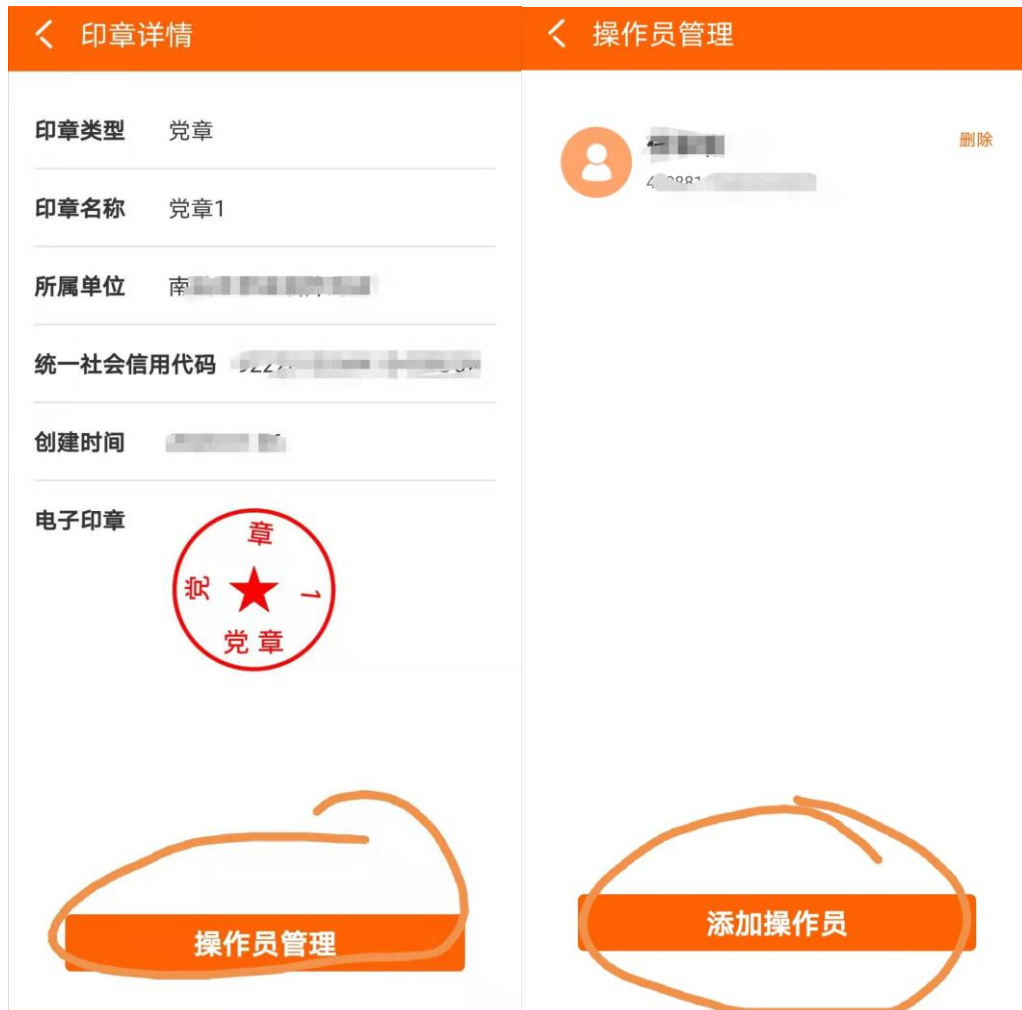 印章详情
印章类型 党章
印章名称 党章1
所属单位 南
统一社会信用代码
创建时间
电子印章
党章1
党章
操作员管理
操作员管理
删除
添加操作员